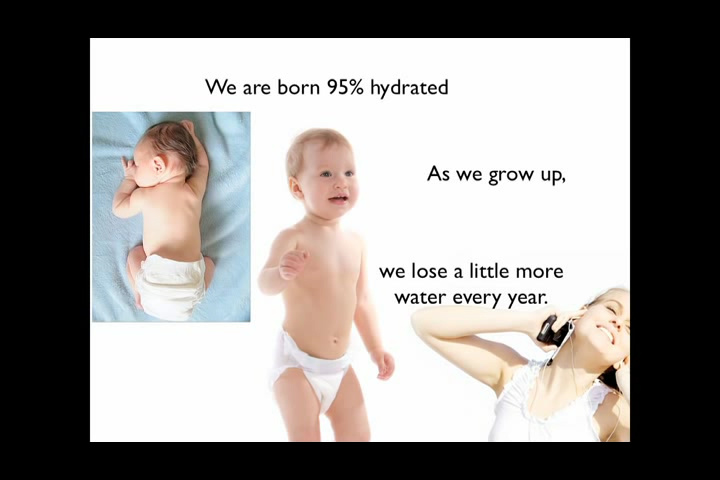 We are born 95% hydrated
As we grow up,
we lose a little more
water every year.